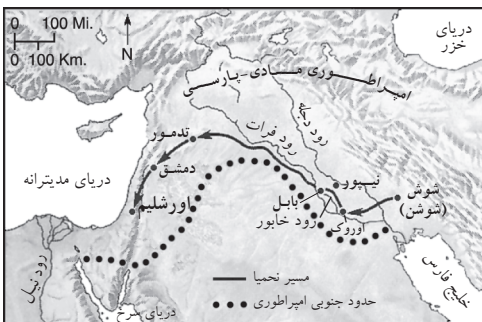 0 100 Mi.
0 100 Km.
N
دریای
خزر
امپراطوری مادی-پارسی
رود دجله
رود فرات
تدمور
دمشق
اورشلیم
دریای مدیترانه
نیپور
بابل
رود خابور
اوروک
شوش
(شوشن)
خلیج فارس
رود نیل
دریای سرخ
مسیر نحمیا
حدود جنوبی امپراطوری